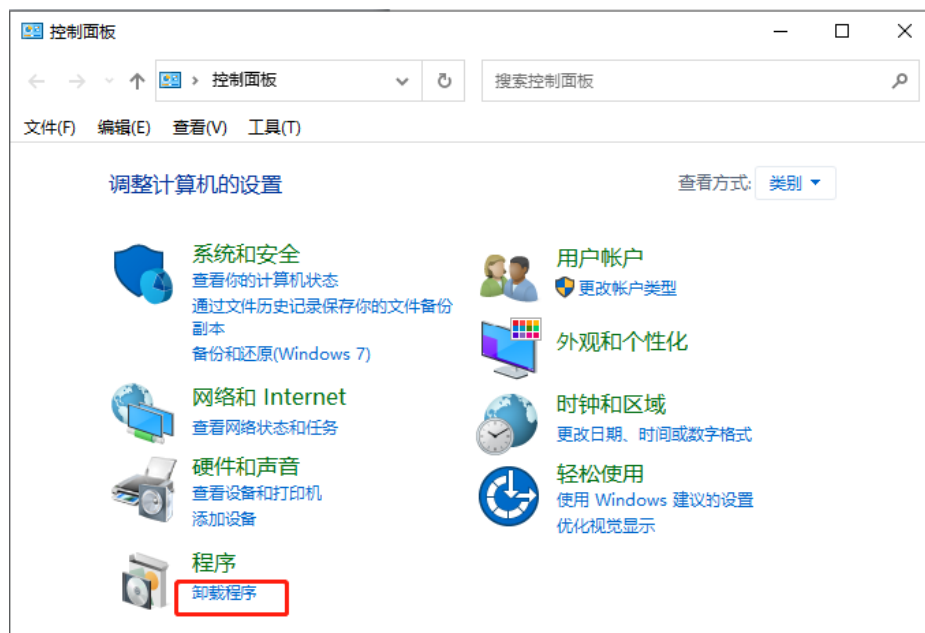 控制面板
控制面板
搜索控制面板
文件(F) 编辑(E) 查看(V) 工具(T)
调整计算机的设置
查看方式: 类别
系统和安全
查看你的计算机状态
通过文件历史记录保存你的文件备份
副本
备份和还原(Windows 7)
网络和 Internet
查看网络状态和任务
硬件和声音
查看设备和打印机
添加设备
程序
卸载程序
用户帐户
更改帐户类型
外观和个性化
时钟和区域
更改日期、时间或数字格式
轻松使用
使用 Windows 建议的设置
优化视觉显示